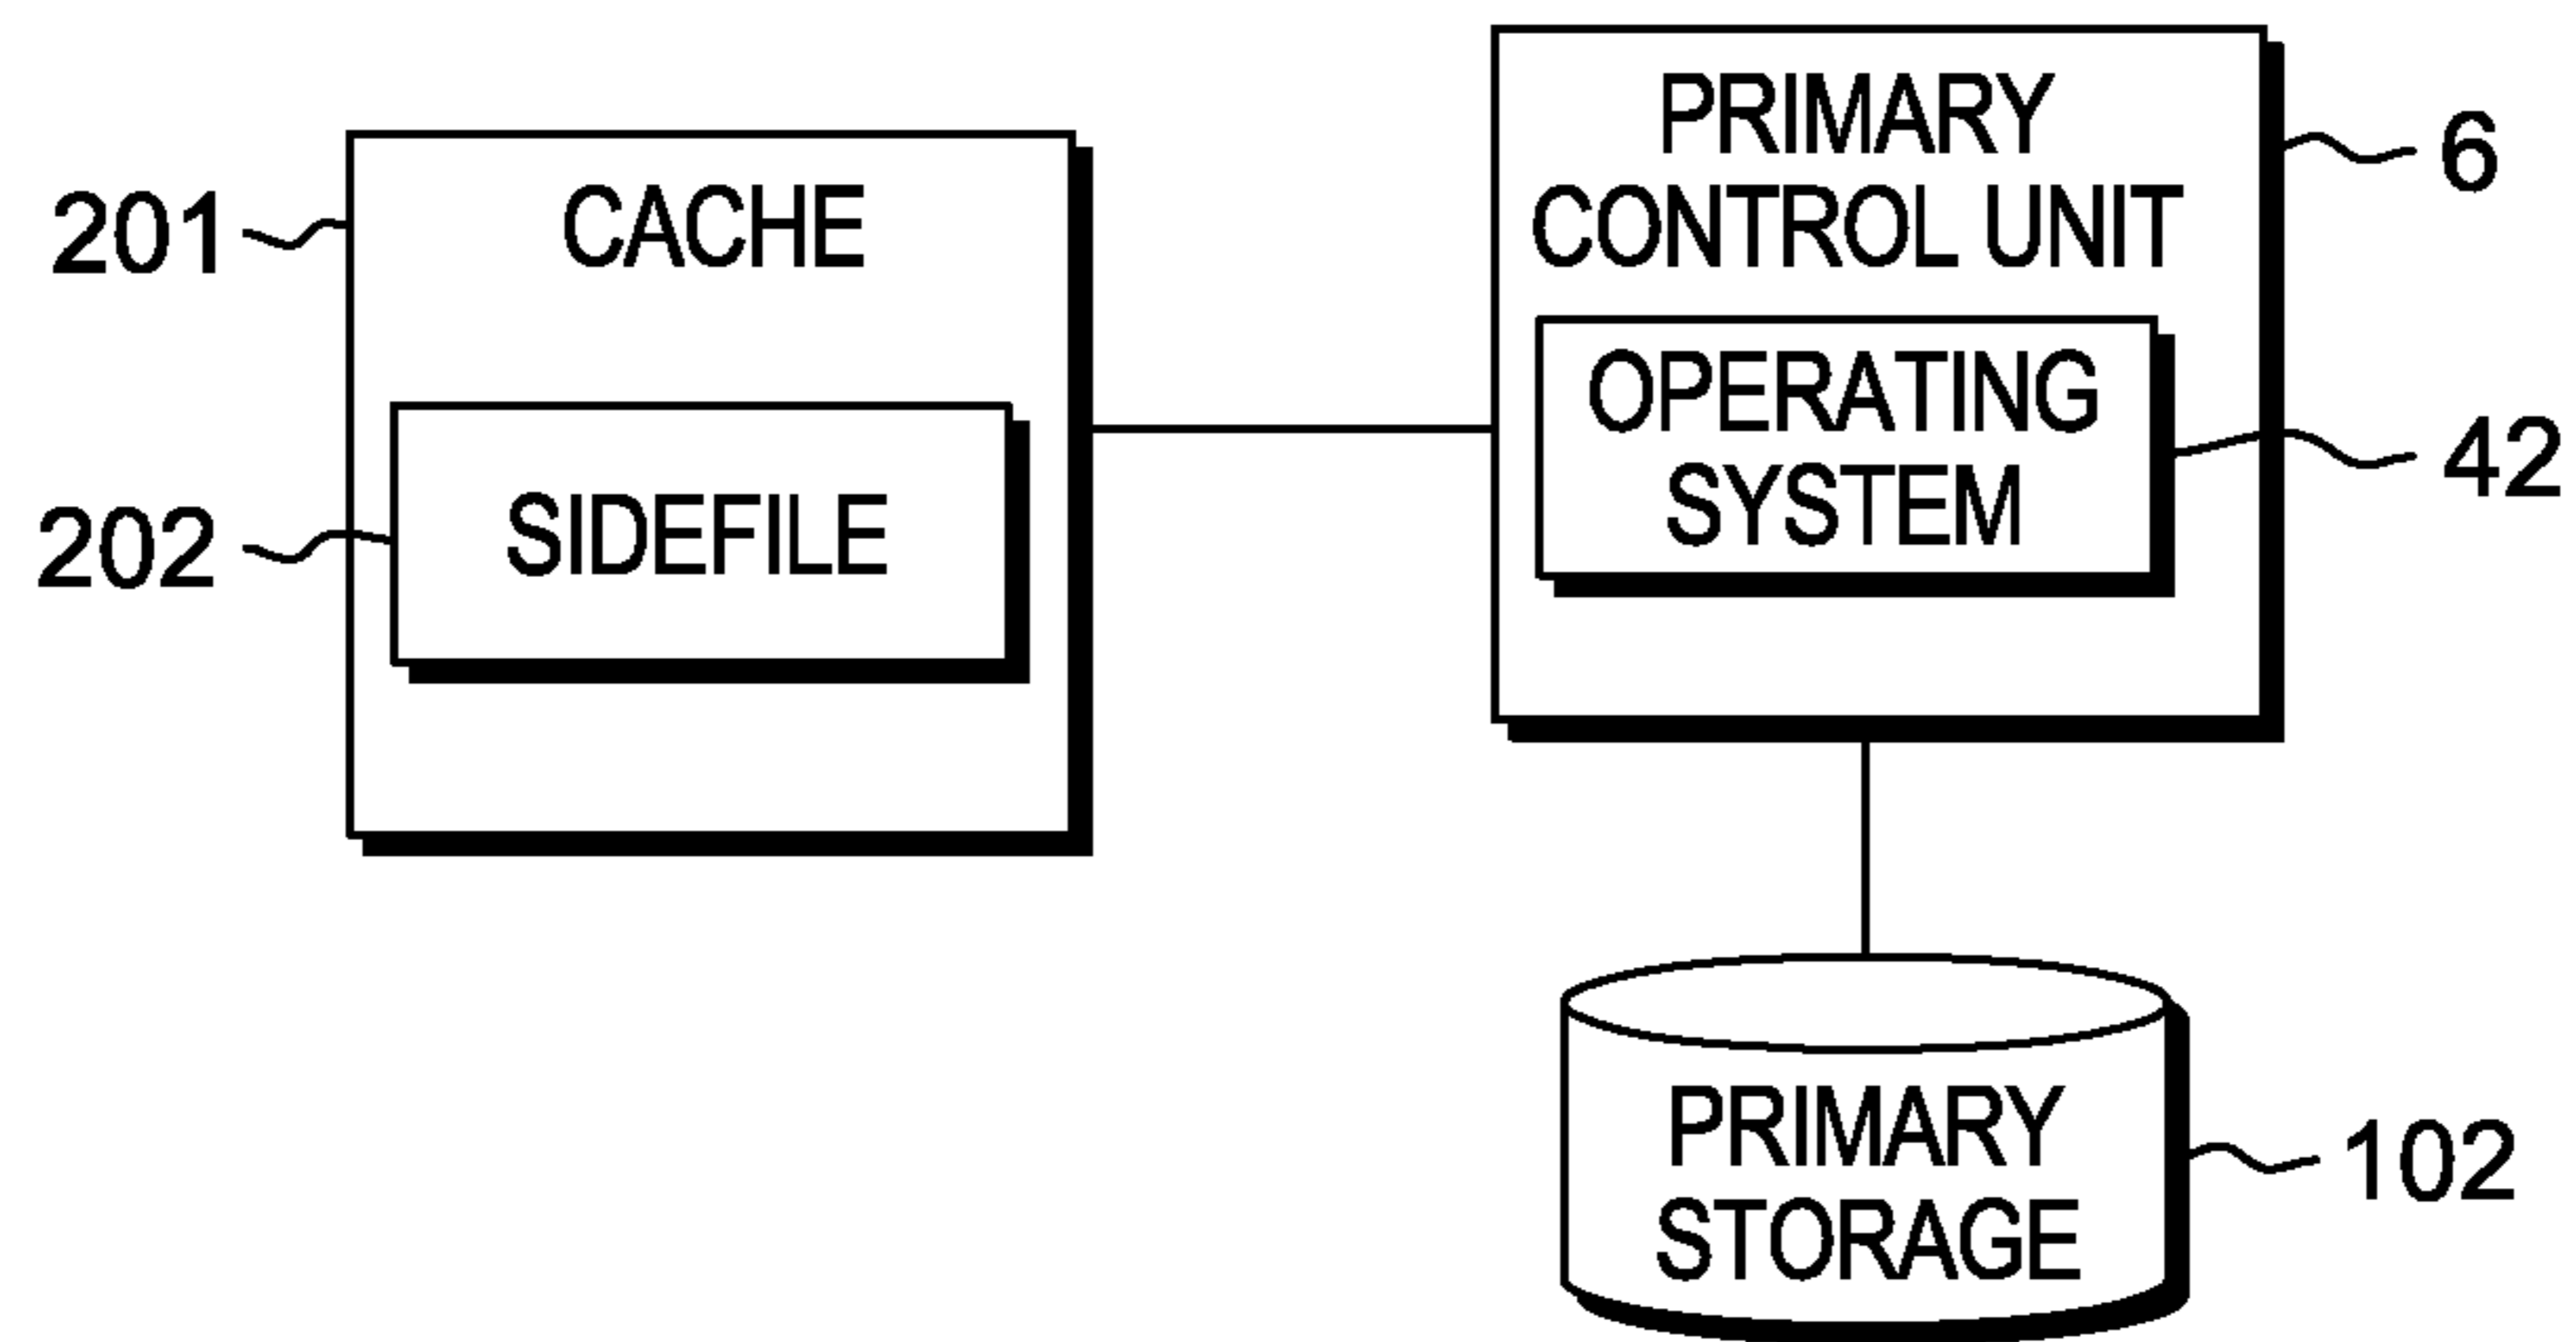 201
CACHE
202
SIDEFILE
PRIMARY
CONTROL UNIT
6
OPERATING
SYSTEM
42
PRIMARY
STORAGE
102